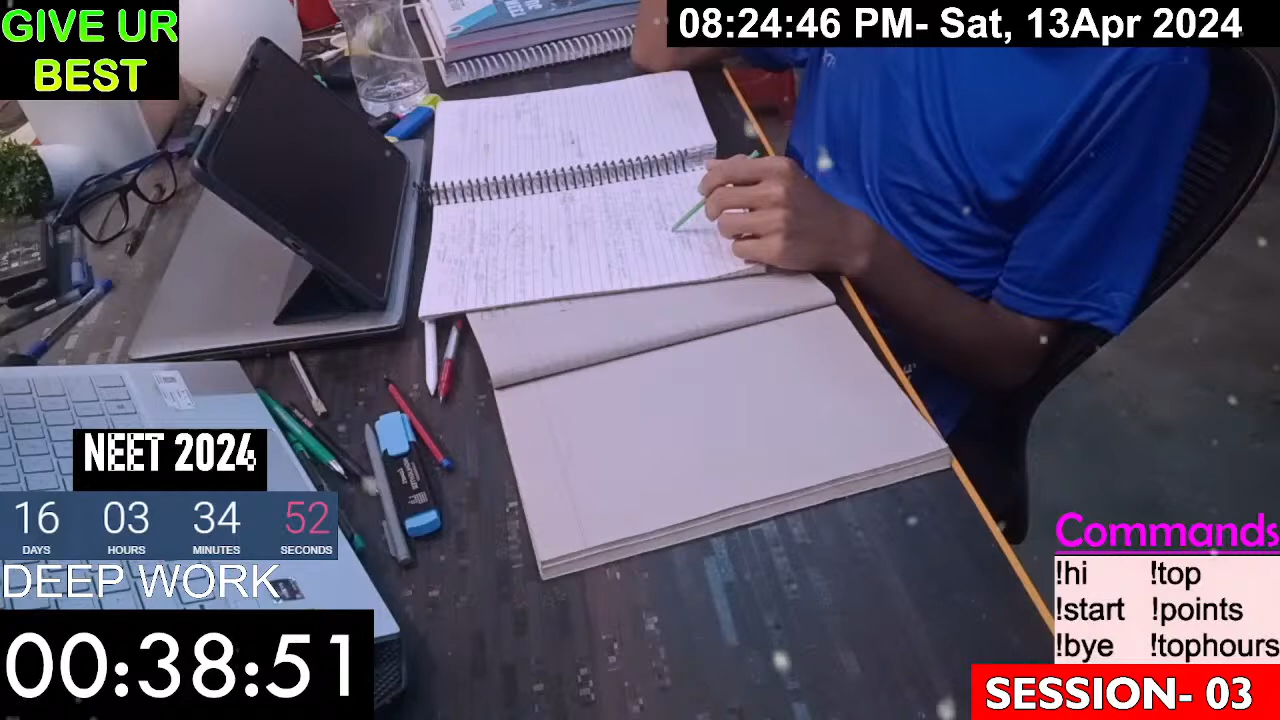 GIVE UR
BEST
08:24:46 PM- Sat, 13Apr 2024
NEET 2024
16 03 34 52
DAYS HOURS MINUTES SECONDS
DEEP WORK
00:38:51
Commands
!hi !top
!start !points
!bye !tophours
SESSION- 03